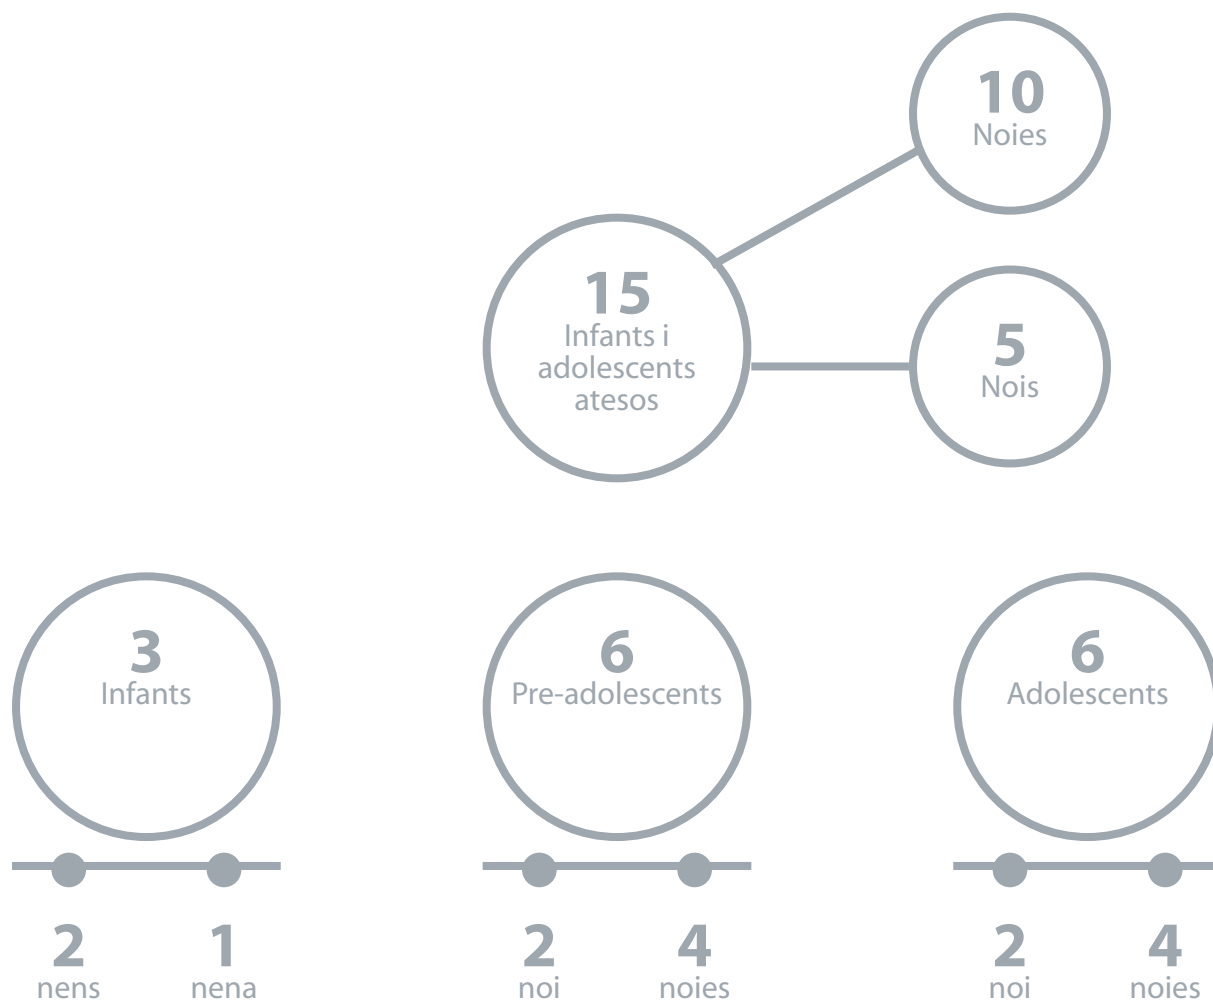 10
Noies
15
Infants i
adolescents
atesos
5
Nois
3
Infants
6
Pre-adolescents
6
Adolescents
2
nens
1
nena
2
noi
4
noies
2
noi
4
noies